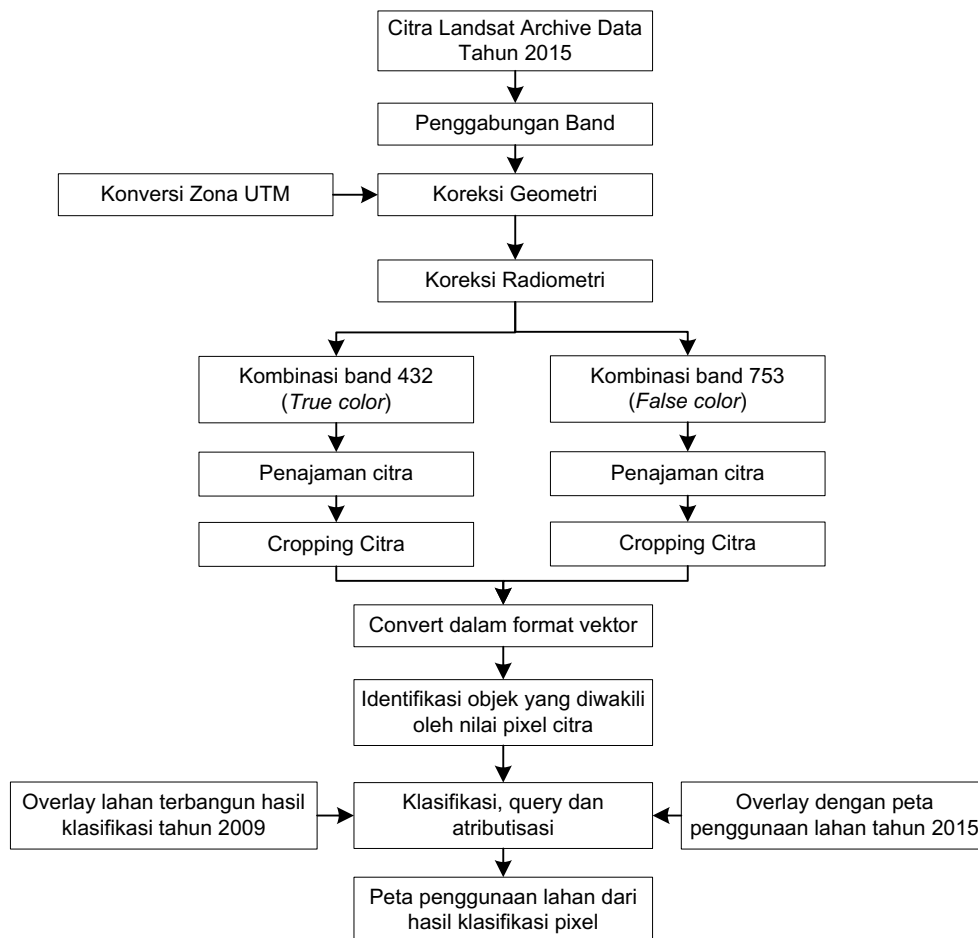 Citra Landsat Archive Data
Tahun 2015
Penggabungan Band
Konversi Zona UTM
Koreksi Geometri
Koreksi Radiometri
Kombinasi band 432
(True color)
Kombinasi band 753
(False color)
Penajaman citra
Penajaman citra
Cropping Citra
Cropping Citra
Convert dalam format vektor
Identifikasi objek yang diwakili
oleh nilai pixel citra
Overlay lahan terbangun hasil
klasifikasi tahun 2009
Klasifikasi, query dan
atributisasi
Overlay dengan peta
penggunaan lahan tahun 2015
Peta penggunaan lahan dari
hasil klasifikasi pixel